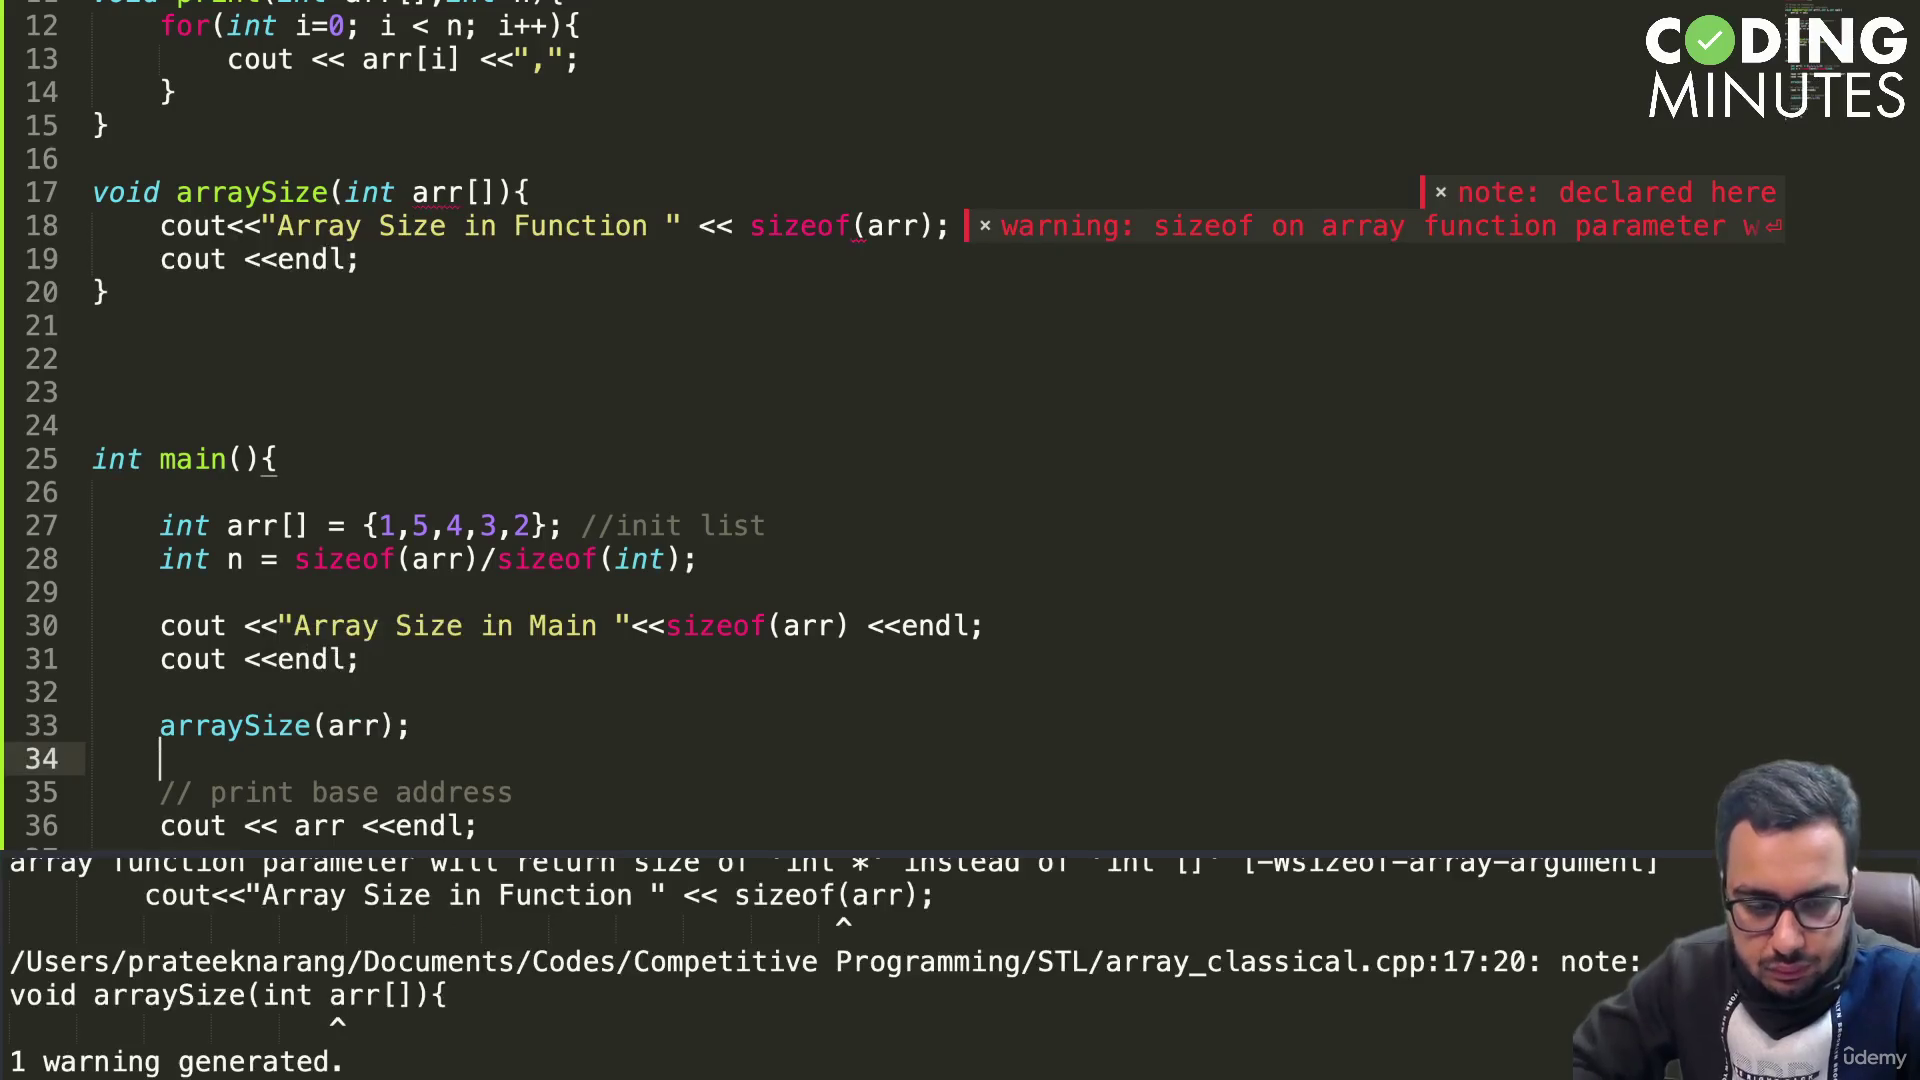 void print(int arr[],int n){
12 for(int i=0; i < n; i++){
13 cout << arr[i] <<",";
14 }
15 }
16
17 void arraySize(int arr[]){ × note: declared here
18 cout<<"Array Size in Function " << sizeof(arr); × warning: sizeof on array function parameter w
19 cout <<endl;
20 }
21
22
23
24
25 int main(){
26
27 int arr[] = {1,5,4,3,2}; //init list
28 int n = sizeof(arr)/sizeof(int);
29
30 cout <<"Array Size in Main "<<sizeof(arr) <<endl;
31 cout <<endl;
32
33 arraySize(arr);
34
35 // print base address
36 cout << arr <<endl;
array function parameter will return size of 'int *' instead of 'int []' [-Wsizeof-array-argument]
cout<<"Array Size in Function " << sizeof(arr);
^
/Users/prateeknarang/Documents/Codes/Competitive Programming/STL/array_classical.cpp:17:20: note:
void arraySize(int arr[]){
^
1 warning generated.
CODING
MINUTES
udemy